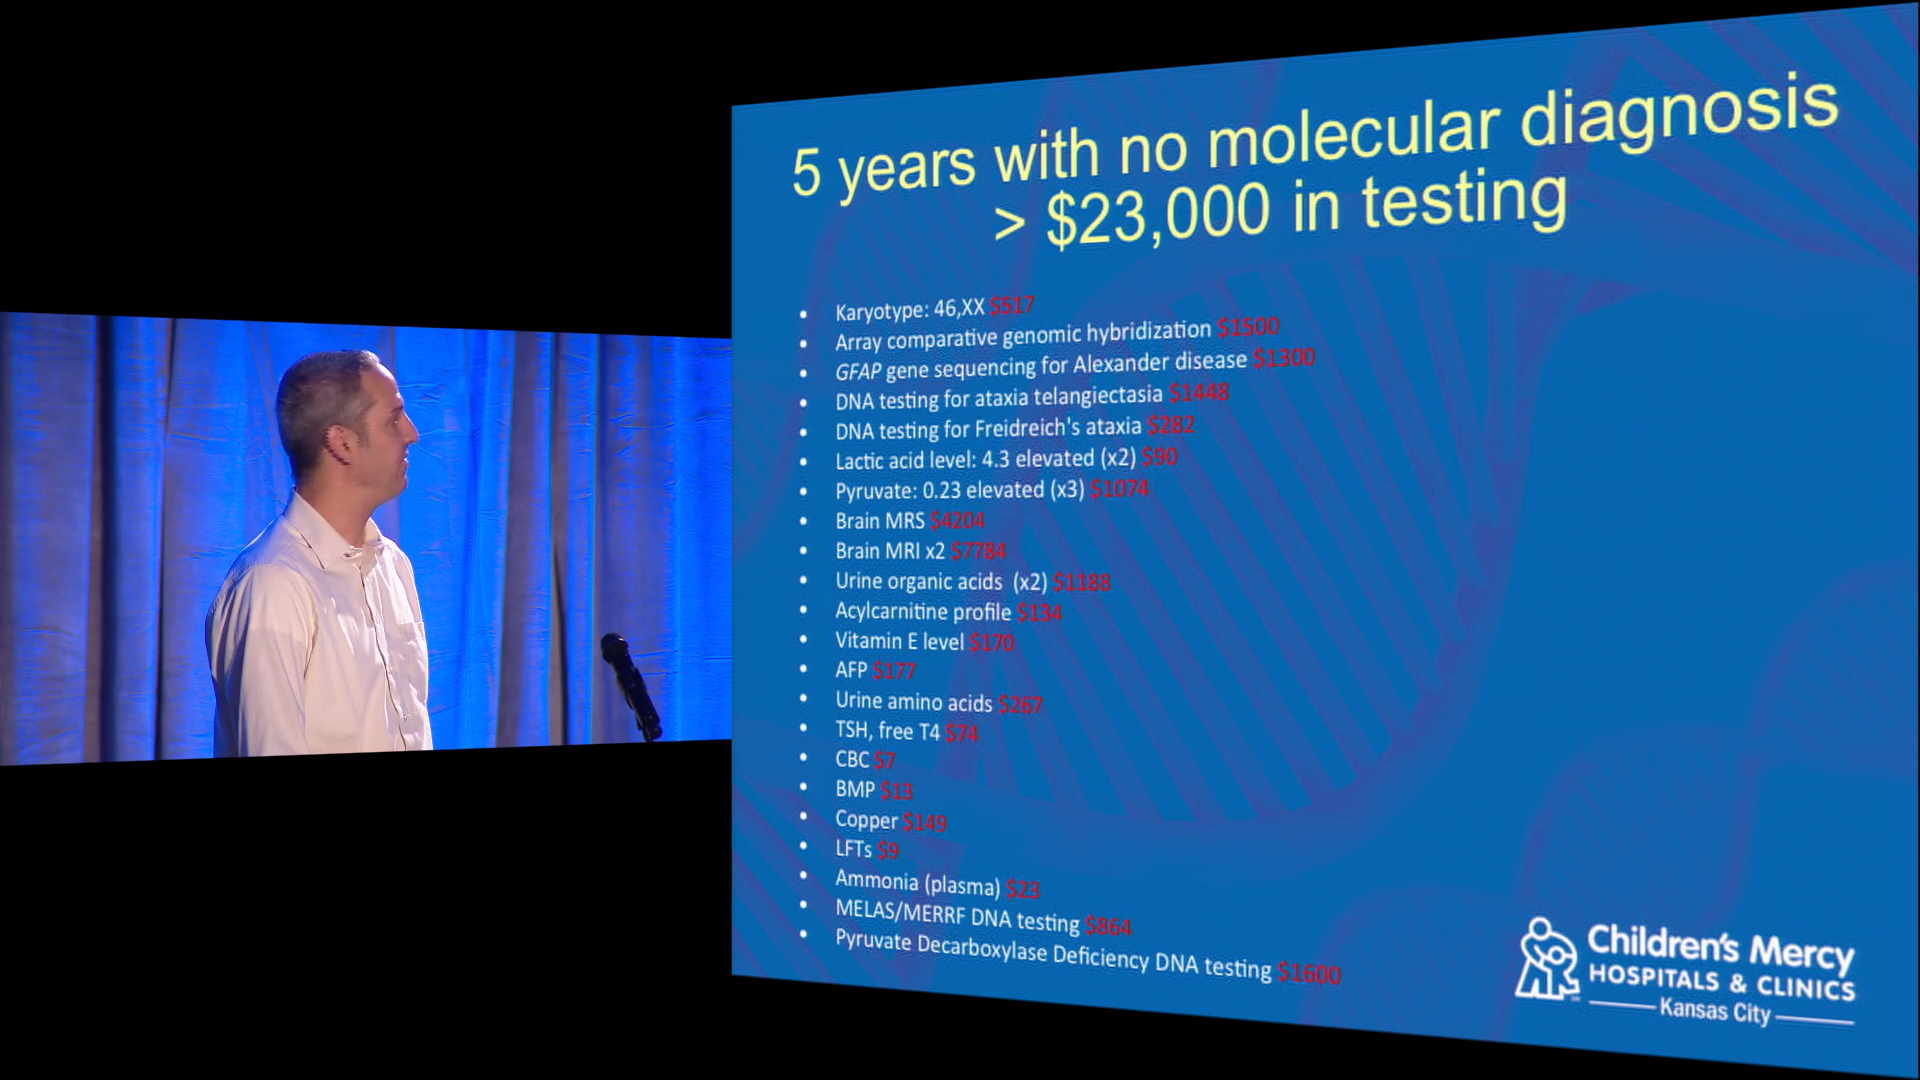 5 years with no molecular diagnosis
> $23,000 in testing
• Karyotype: 46,XX $517
• Array comparative genomic hybridization $1500
• GFAP gene sequencing for Alexander disease $1300
• DNA testing for ataxia telangiectasia $1448
• DNA testing for Freidreich's ataxia $282
• Lactic acid level: 4.3 elevated (x2) $90
• Pyruvate: 0.23 elevated (x3) $1074
• Brain MRS $4204
• Brain MRI x2 $7784
• Urine organic acids (x2) $1188
• Acylcarnitine profile $134
• Vitamin E level $170
• AFP $177
• Urine amino acids $267
• TSH, free T4 $74
• CBC $7
• BMP $13
• Copper $149
• LFTs $9
• Ammonia (plasma) $23
• MELAS/MERRF DNA testing $864
• Pyruvate Decarboxylase Deficiency DNA testing $1600
Children's Mercy
HOSPITALS & CLINICS
Kansas City